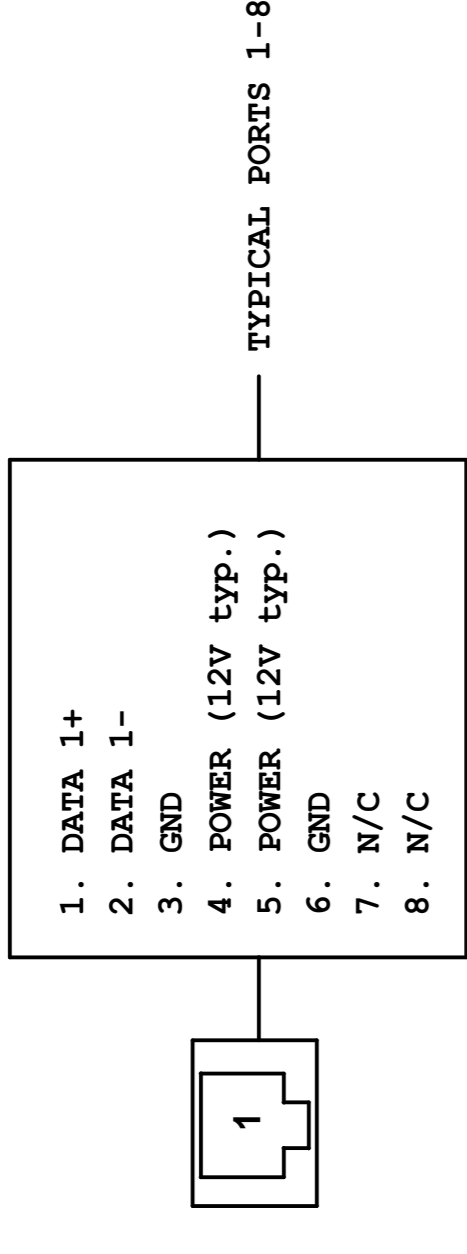 1
1. DATA 1+
2. DATA 1-
3. GND
4. POWER (12V typ.)
5. POWER (12V typ.)
6. GND
7. N/C
8. N/C
TYPICAL PORTS 1-8